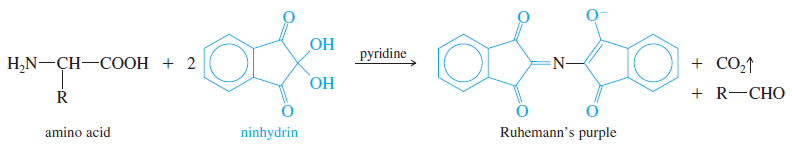 H₂N—CH—COOH + 2
R
amino acid
O
OH
OH
O
ninhydrin
pyridine
O
O
N
O⁻
O
Ruhemann's purple
+ CO₂↑
+ R—CHO